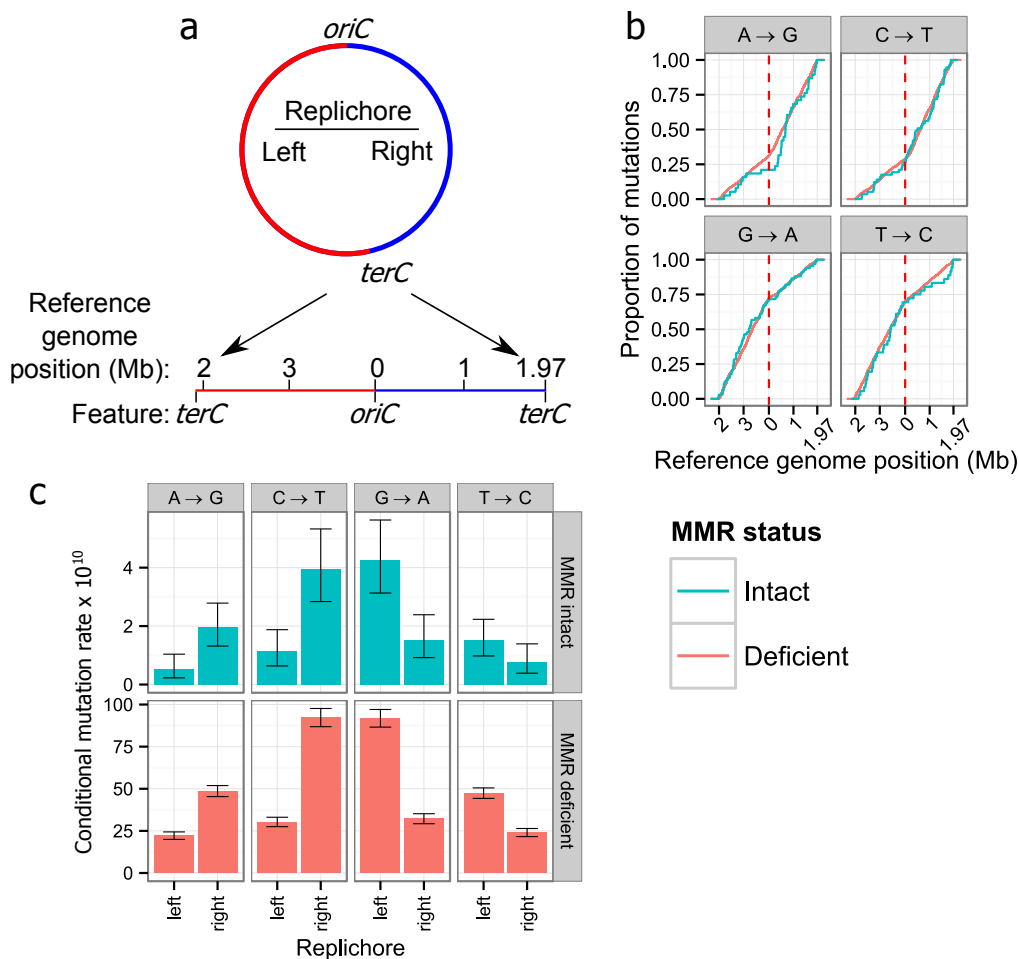 a
oriC
Replichore
Left Right
terC
Reference
genome
position (Mb): 2 3 0 1 1.97
Feature: terC oriC terC
b
A → G C → T
1.00
0.75
0.50
0.25
0.00
G → A T → C
1.00
0.75
0.50
0.25
0.00
Proportion of mutations
2 3 0 1 1.97 2 3 0 1 1.97
Reference genome position (Mb)
c
A → G C → T G → A T → C
4
2
0
MMR intact
100
75
50
25
0
MMR deficient
Conditional mutation rate x 10^10
left right left right left right left right
Replichore
MMR status
Intact
Deficient